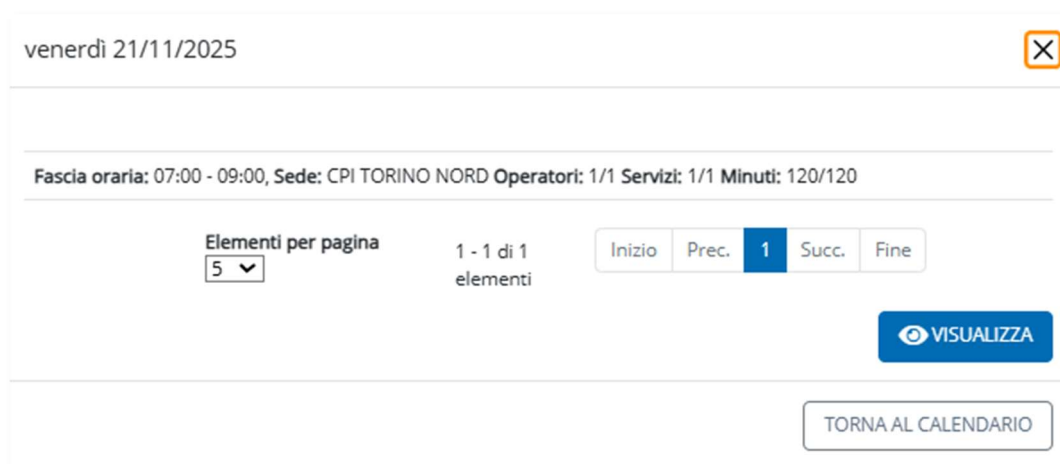 venerdì 21/11/2025
Fascia oraria: 07:00 - 09:00, Sede: CPI TORINO NORD Operatori: 1/1 Servizi: 1/1 Minuti: 120/120
Elementi per pagina
5
1 - 1 di 1
elementi
Inizio Prec. 1 Succ. Fine
VISUALIZZA
TORNA AL CALENDARIO